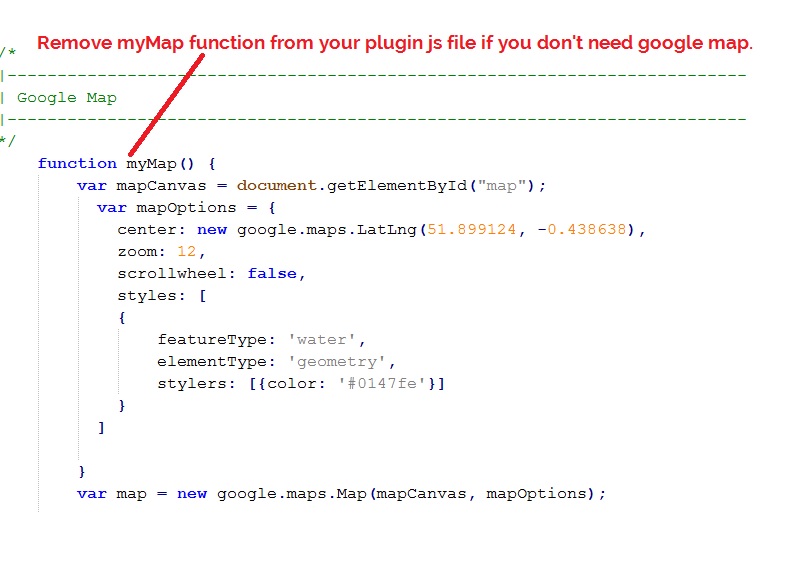 Remove myMap function from your plugin js file if you don't need google map.
/*
|--------------------------------------------------------------------------
| Google Map
|--------------------------------------------------------------------------
*/
function myMap() {
var mapCanvas = document.getElementById("map");
var mapOptions = {
center: new google.maps.LatLng(51.899124, -0.438638),
zoom: 12,
scrollwheel: false,
styles: [
{
featureType: 'water',
elementType: 'geometry',
stylers: [{color: '#0147fe'}]
}
]
}
var map = new google.maps.Map(mapCanvas, mapOptions);